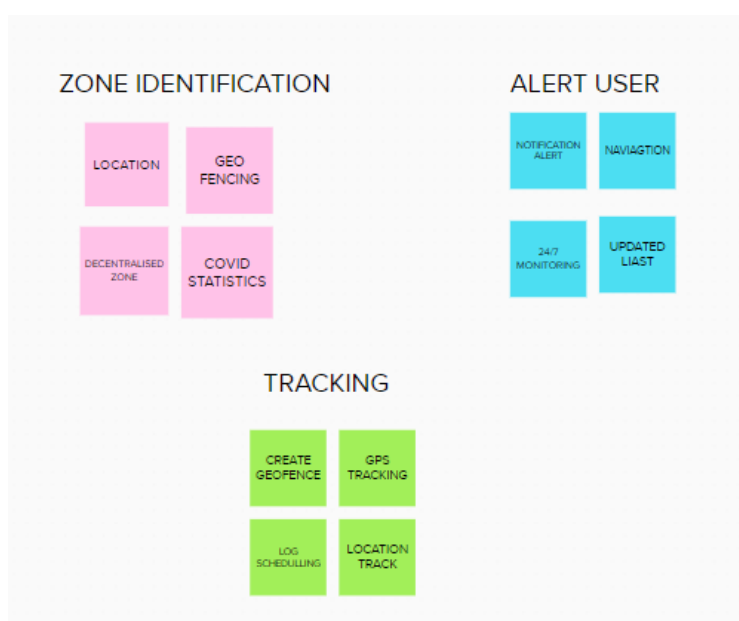 ZONE IDENTIFICATION
LOCATION
GEO
FENCING
DECENTRALISED
ZONE
COVID
STATISTICS
ALERT USER
NOTIFICATION
ALERT
NAVIAGTION
24/7
MONITORING
UPDATED
LIAST
TRACKING
CREATE
GEOFENCE
GPS
TRACKING
LOG
SCHEDULLING
LOCATION
TRACK